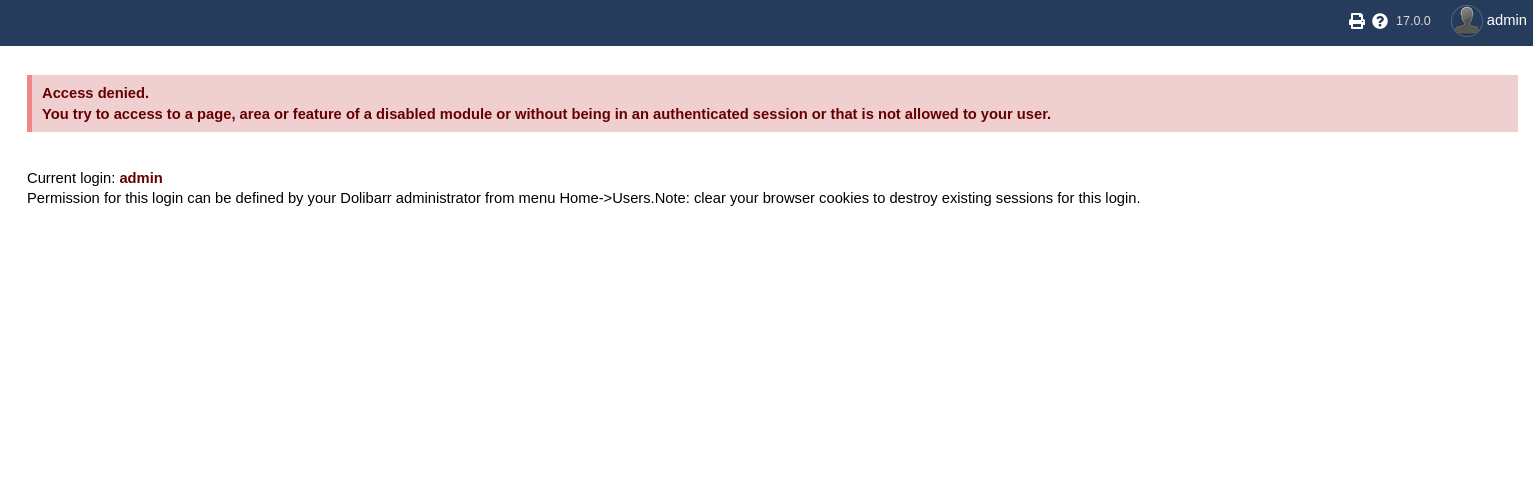 17.0.0 admin
Access denied.
You try to access to a page, area or feature of a disabled module or without being in an authenticated session or that is not allowed to your user.
Current login: admin
Permission for this login can be defined by your Dolibarr administrator from menu Home->Users.Note: clear your browser cookies to destroy existing sessions for this login.